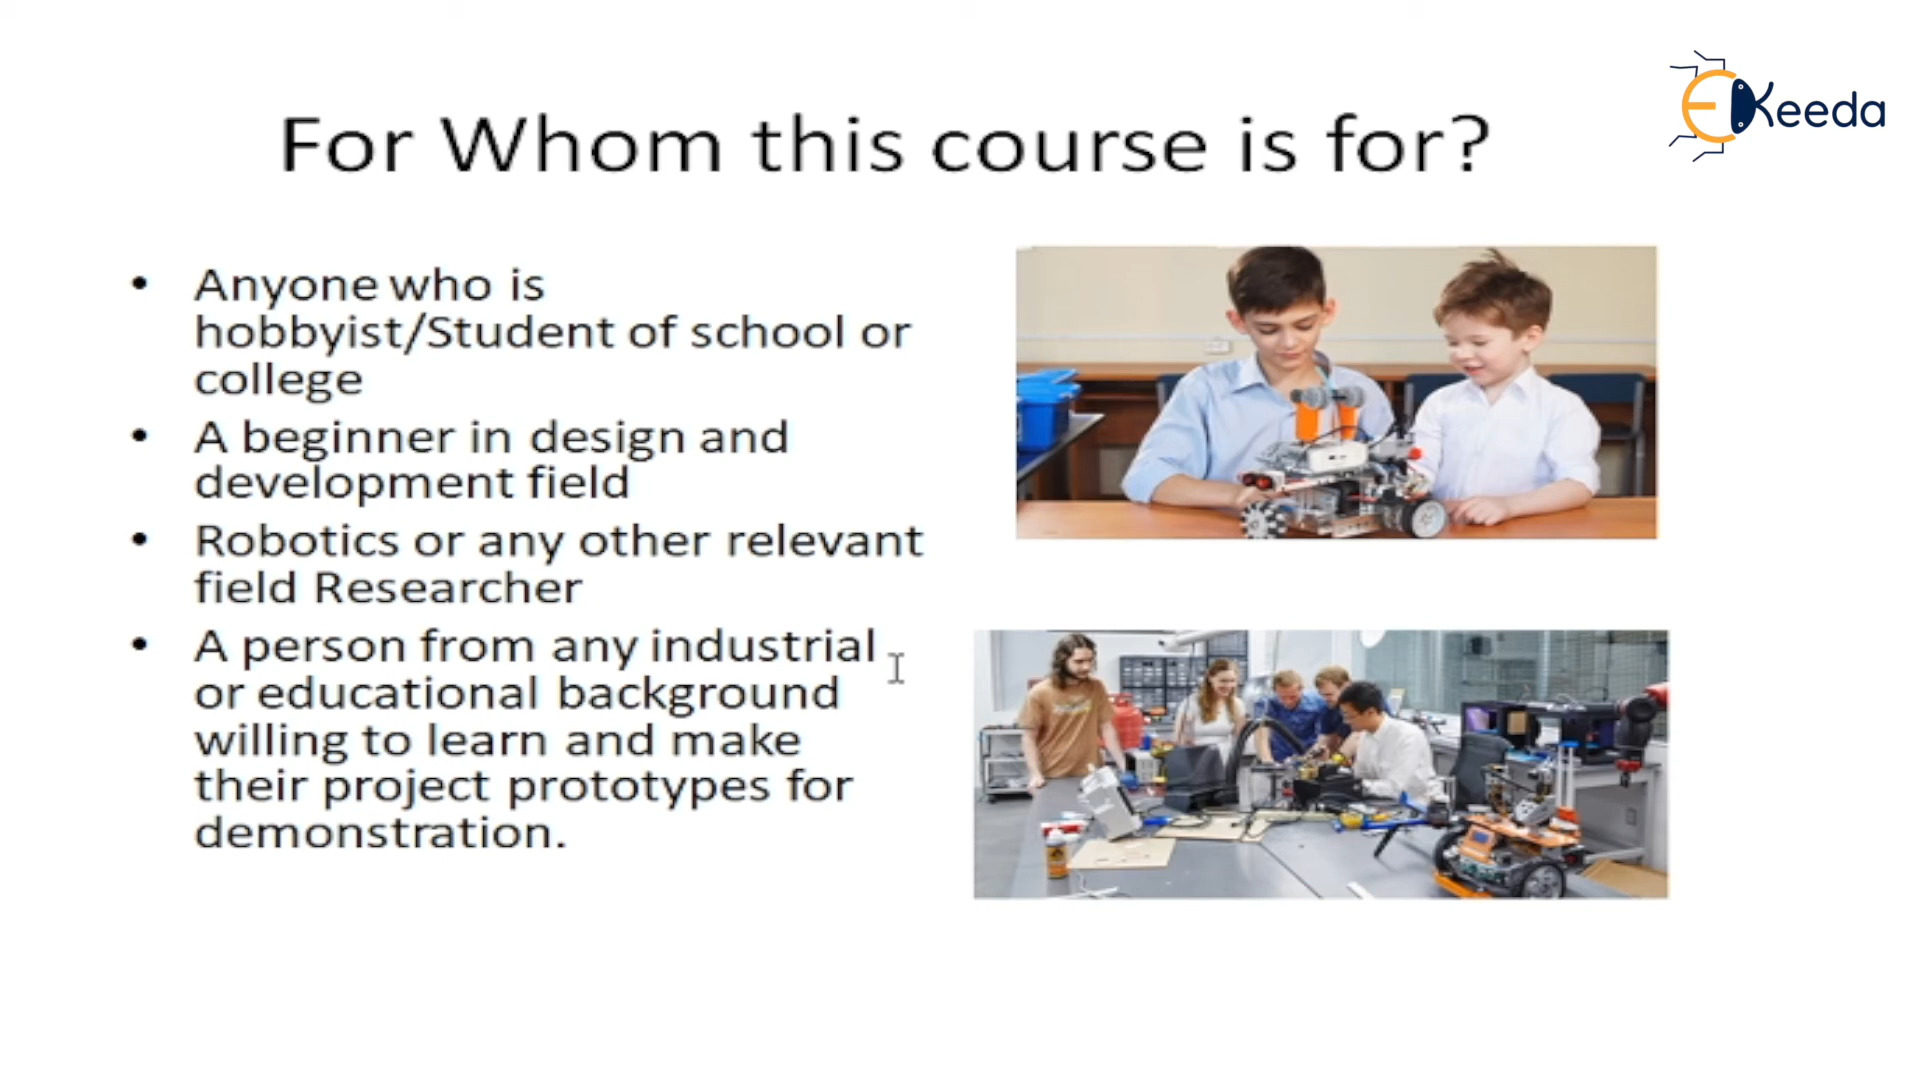 EKeeda
For Whom this course is for?
• Anyone who is
hobbyist/Student of school or
college
• A beginner in design and
development field
• Robotics or any other relevant
field Researcher
• A person from any industrial
or educational background
willing to learn and make
their project prototypes for
demonstration.